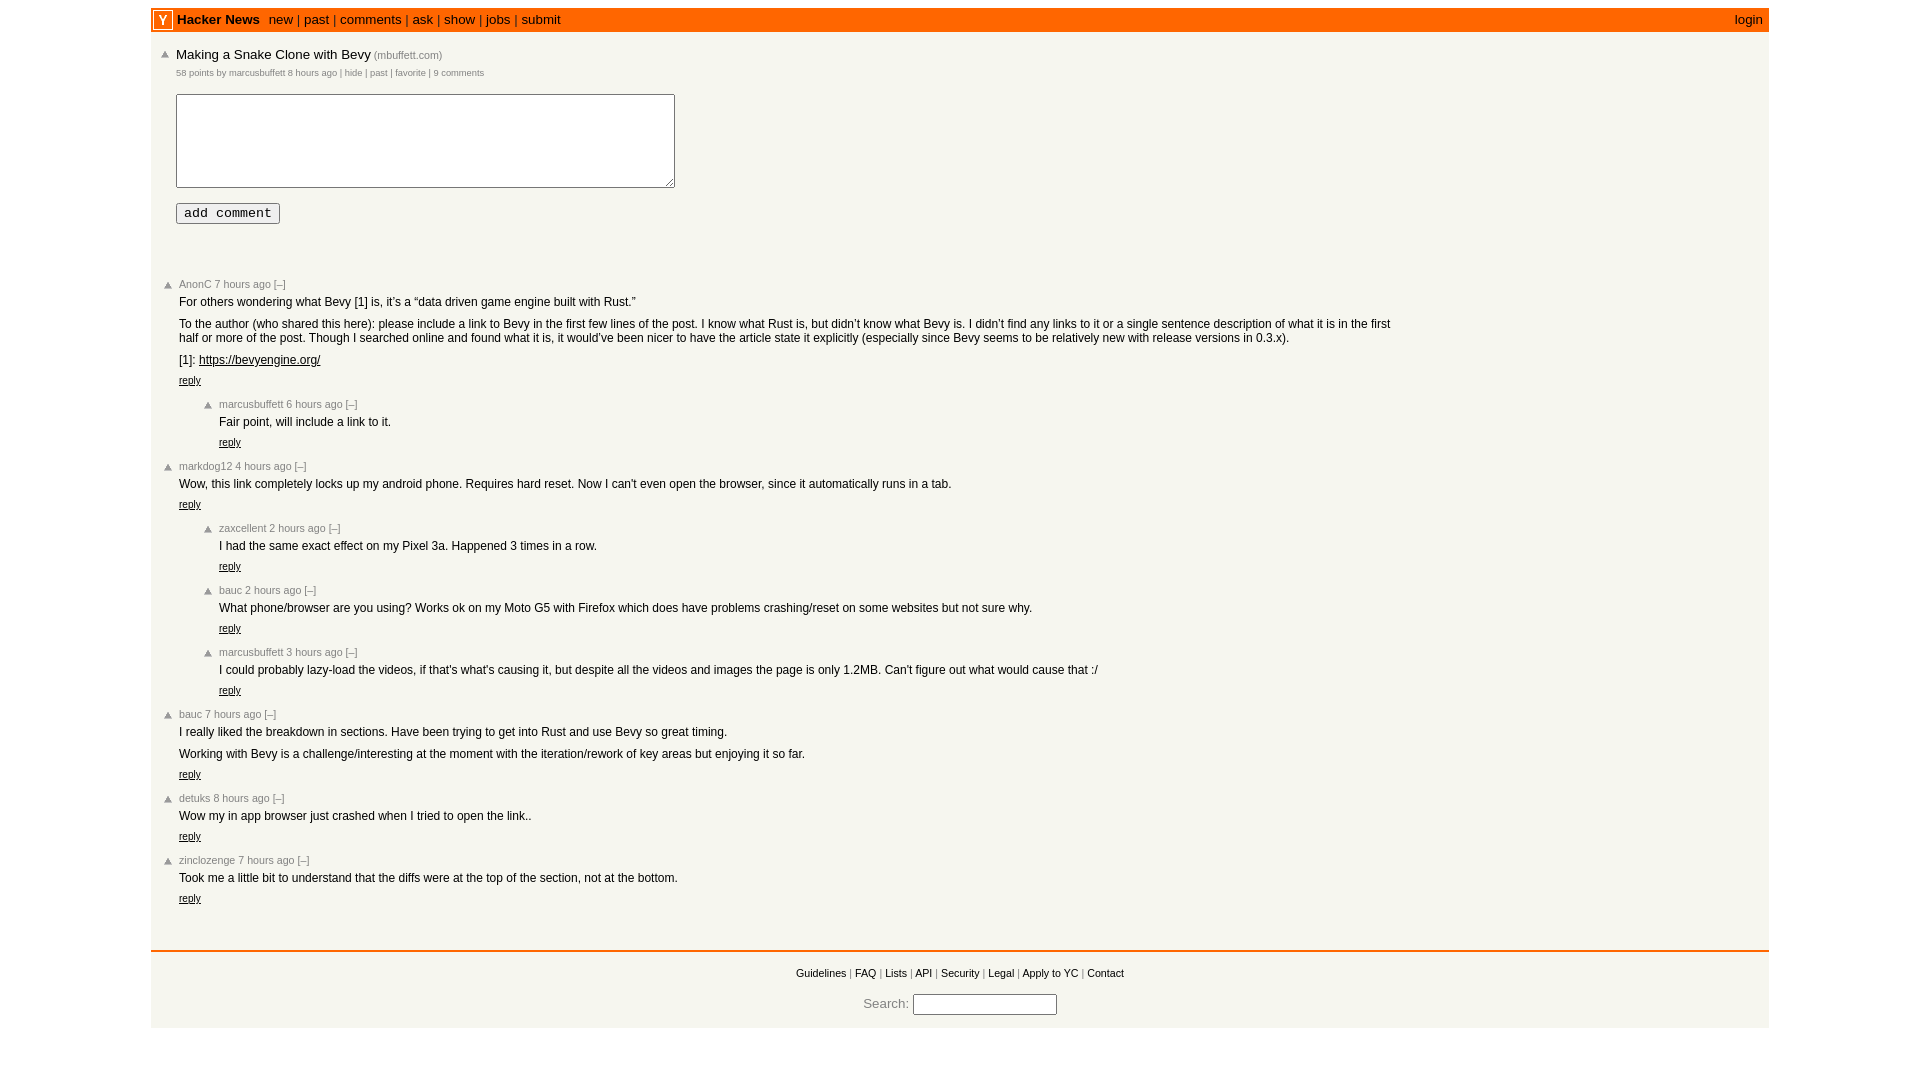 Y Hacker News new | past | comments | ask | show | jobs | submit login
Making a Snake Clone with Bevy (mbuffett.com)
58 points by marcusbuffett 8 hours ago | hide | past | favorite | 9 comments
add comment
AnonC 7 hours ago [–]
For others wondering what Bevy [1] is, it’s a “data driven game engine built with Rust.”
To the author (who shared this here): please include a link to Bevy in the first few lines of the post. I know what Rust is, but didn’t know what Bevy is. I didn’t find any links to it or a single sentence description of what it is in the first
half or more of the post. Though I searched online and found what it is, it would’ve been nicer to have the article state it explicitly (especially since Bevy seems to be relatively new with release versions in 0.3.x).
[1]: https://bevyengine.org/
reply
marcusbuffett 6 hours ago [–]
Fair point, will include a link to it.
reply
markdog12 4 hours ago [–]
Wow, this link completely locks up my android phone. Requires hard reset. Now I can't even open the browser, since it automatically runs in a tab.
reply
zaxcellent 2 hours ago [–]
I had the same exact effect on my Pixel 3a. Happened 3 times in a row.
reply
bauc 2 hours ago [–]
What phone/browser are you using? Works ok on my Moto G5 with Firefox which does have problems crashing/reset on some websites but not sure why.
reply
marcusbuffett 3 hours ago [–]
I could probably lazy-load the videos, if that's what's causing it, but despite all the videos and images the page is only 1.2MB. Can't figure out what would cause that :/
reply
bauc 7 hours ago [–]
I really liked the breakdown in sections. Have been trying to get into Rust and use Bevy so great timing.
Working with Bevy is a challenge/interesting at the moment with the iteration/rework of key areas but enjoying it so far.
reply
detuks 8 hours ago [–]
Wow my in app browser just crashed when I tried to open the link..
reply
zinclozenge 7 hours ago [–]
Took me a little bit to understand that the diffs were at the top of the section, not at the bottom.
reply
Guidelines | FAQ | Lists | API | Security | Legal | Apply to YC | Contact
Search: